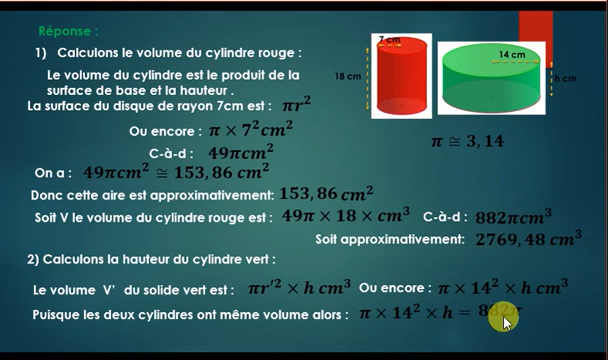 Réponse :
1) Calculons le volume du cylindre rouge :
Le volume du cylindre est le produit de la
surface de base et la hauteur .
La surface du disque de rayon 7cm est : πr²
Ou encore : π × 7²cm²
C-à-d : 49πcm²
On a : 49πcm² ≅ 153,86 cm²
Donc cette aire est approximativement: 153,86 cm²
Soit V le volume du cylindre rouge est : 49π × 18 × cm³ C-à-d : 882πcm³
Soit approximativement: 2769,48 cm³
2) Calculons la hauteur du cylindre vert :
Le volume V' du solide vert est : πr′² × h cm³ Ou encore : π × 14² × h cm³
Puisque les deux cylindres ont même volume alors : π × 14² × h = 882π
7 cm
18 cm
14 cm
h cm
π ≅ 3,14